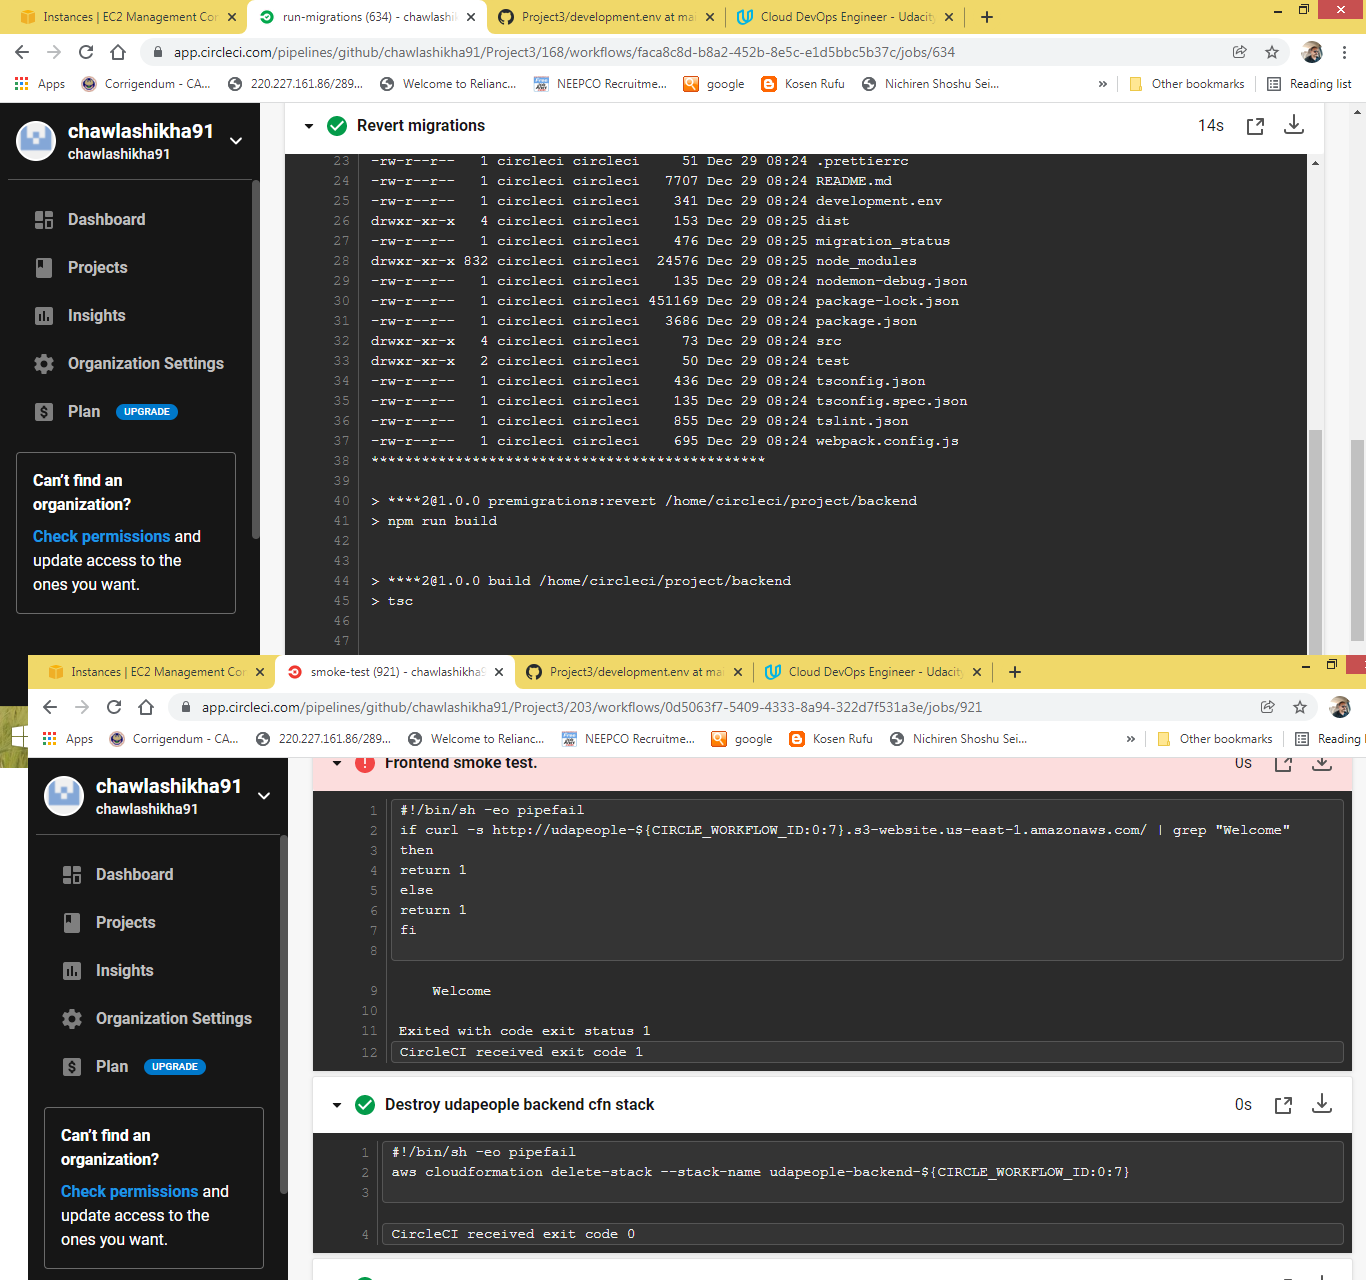 Instances | EC2 Management Con
run-migrations (634) - chawlashik
Project3/development.env at mai
Cloud DevOps Engineer - Udacity
app.circleci.com/pipelines/github/chawlashikha91/Project3/168/workflows/faca8c8d-b8a2-452b-8e5c-e1d5bbc5b37c/jobs/634
Apps Corrigendum - CA... 220.227.161.86/289... Welcome to Relianc... NEEPCO Recruitme... google Kosen Rufu Nichiren Shoshu Sei... » Other bookmarks Reading list
chawlashikha91
chawlashikha91
Dashboard
Projects
Insights
Organization Settings
Plan UPGRADE
Can't find an
organization?
Check permissions and
update access to the
ones you want.
Revert migrations 14s
23 -rw-r--r-- 1 circleci circleci 51 Dec 29 08:24 .prettierrc
24 -rw-r--r-- 1 circleci circleci 7707 Dec 29 08:24 README.md
25 -rw-r--r-- 1 circleci circleci 341 Dec 29 08:24 development.env
26 drwxr-xr-x 4 circleci circleci 153 Dec 29 08:25 dist
27 -rw-r--r-- 1 circleci circleci 476 Dec 29 08:25 migration_status
28 drwxr-xr-x 832 circleci circleci 24576 Dec 29 08:25 node_modules
29 -rw-r--r-- 1 circleci circleci 135 Dec 29 08:24 nodemon-debug.json
30 -rw-r--r-- 1 circleci circleci 451169 Dec 29 08:24 package-lock.json
31 -rw-r--r-- 1 circleci circleci 3686 Dec 29 08:24 package.json
32 drwxr-xr-x 4 circleci circleci 73 Dec 29 08:24 src
33 drwxr-xr-x 2 circleci circleci 50 Dec 29 08:24 test
34 -rw-r--r-- 1 circleci circleci 436 Dec 29 08:24 tsconfig.json
35 -rw-r--r-- 1 circleci circleci 135 Dec 29 08:24 tsconfig.spec.json
36 -rw-r--r-- 1 circleci circleci 855 Dec 29 08:24 tslint.json
37 -rw-r--r-- 1 circleci circleci 695 Dec 29 08:24 webpack.config.js
38 ***********************************************
39
40 > ****2@1.0.0 premigrations:revert /home/circleci/project/backend
41 > npm run build
42
43
44 > ****2@1.0.0 build /home/circleci/project/backend
45 > tsc
46
47
Instances | EC2 Management Con
smoke-test (921) - chawlashikha9
Project3/development.env at mai
Cloud DevOps Engineer - Udacity
app.circleci.com/pipelines/github/chawlashikha91/Project3/203/workflows/0d5063f7-5409-4333-8a94-322d7f531a3e/jobs/921
Apps Corrigendum - CA... 220.227.161.86/289... Welcome to Relianc... NEEPCO Recruitme... google Kosen Rufu Nichiren Shoshu Sei... » Other bookmarks Reading
chawlashikha91
chawlashikha91
Dashboard
Projects
Insights
Organization Settings
Plan UPGRADE
Can't find an
organization?
Check permissions and
update access to the
ones you want.
Frontend smoke test. 0s
1 #!/bin/sh -eo pipefail
2 if curl -s http://udapeople-${CIRCLE_WORKFLOW_ID:0:7}.s3-website.us-east-1.amazonaws.com/ | grep "Welcome"
3 then
4 return 1
5 else
6 return 1
7 fi
8
9 Welcome
10
11 Exited with code exit status 1
12 CircleCI received exit code 1
Destroy udapeople backend cfn stack 0s
1 #!/bin/sh -eo pipefail
2 aws cloudformation delete-stack --stack-name udapeople-backend-${CIRCLE_WORKFLOW_ID:0:7}
3
4 CircleCI received exit code 0